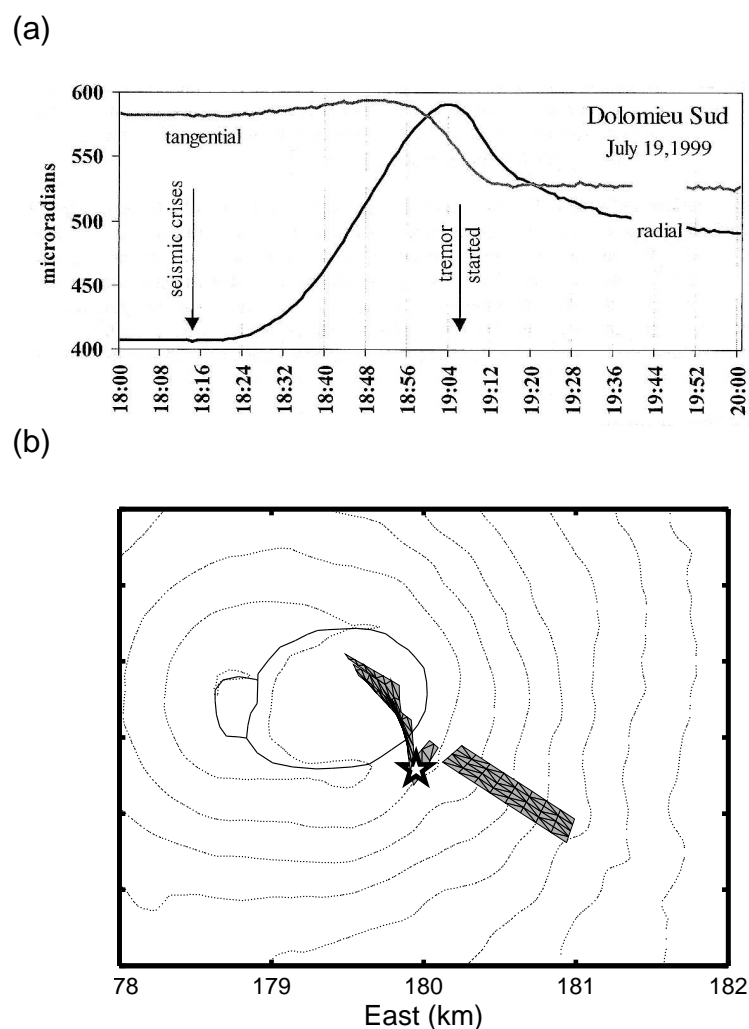 (a)
600
550
500
450
400
microradians
tangential
seismic crises
tremor
started
radial
Dolomieu Sud
July 19,1999
18:00
18:08
18:16
18:24
18:32
18:40
18:48
18:56
19:04
19:12
19:20
19:28
19:36
19:44
19:52
20:00
(b)
78
179
180
181
182
East (km)